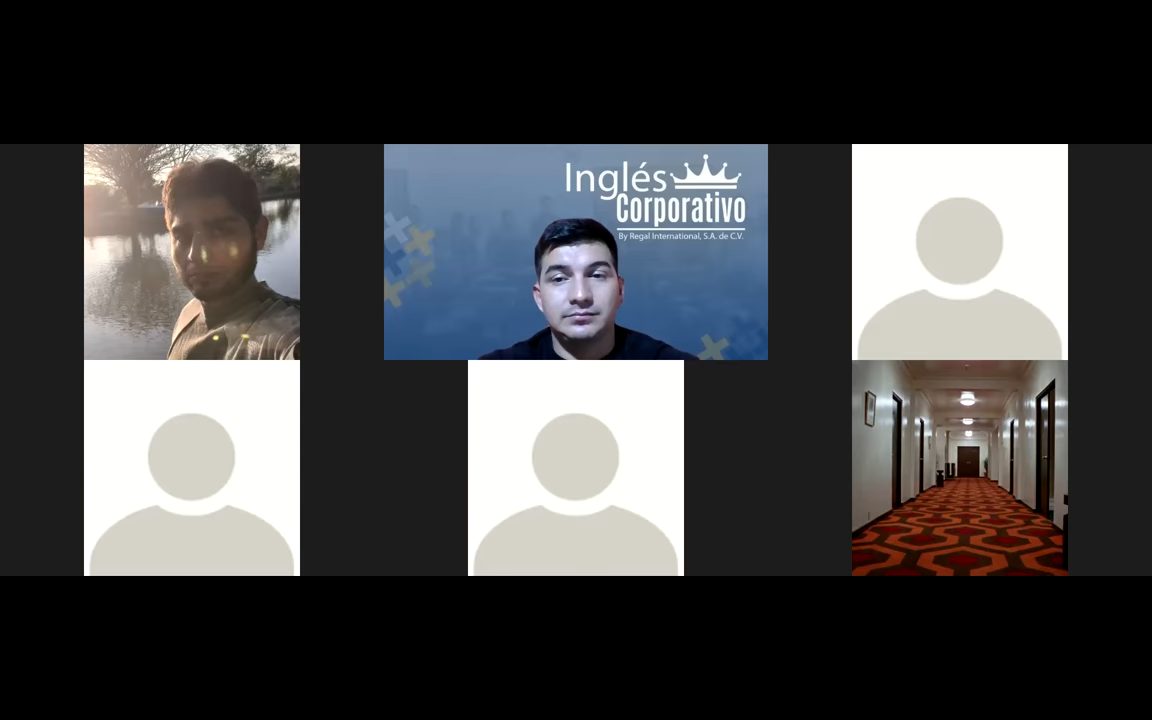 Inglés
Corporativo
By Regal International, S.A. de C.V.